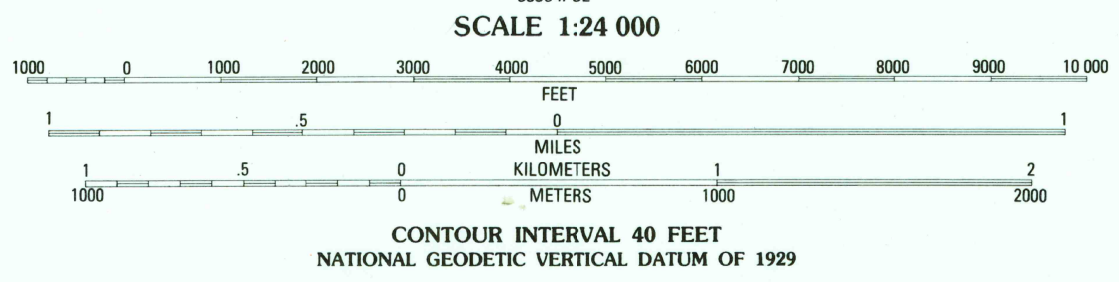 SCALE 1:24 000
1000 0 1000 2000 3000 4000 5000 6000 7000 8000 9000 10 000
FEET
1 .5 0 1
MILES
1 .5 0 KILOMETERS 1 2
1000 0 METERS 1000 2000
CONTOUR INTERVAL 40 FEET
NATIONAL GEODETIC VERTICAL DATUM OF 1929